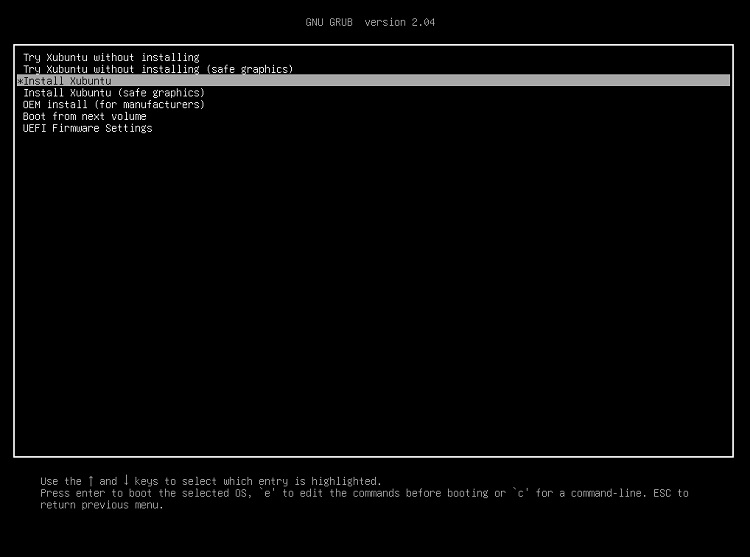 GNU GRUB  version 2.04
Try Xubuntu without installing
Try Xubuntu without installing (safe graphics)
*Install Xubuntu
Install Xubuntu (safe graphics)
OEM install (for manufacturers)
Boot from next volume
UEFI Firmware Settings
Use the ↑ and ↓ keys to select which entry is highlighted.
Press enter to boot the selected OS, `e' to edit the commands before booting or `c' for a command-line. ESC to
return previous menu.